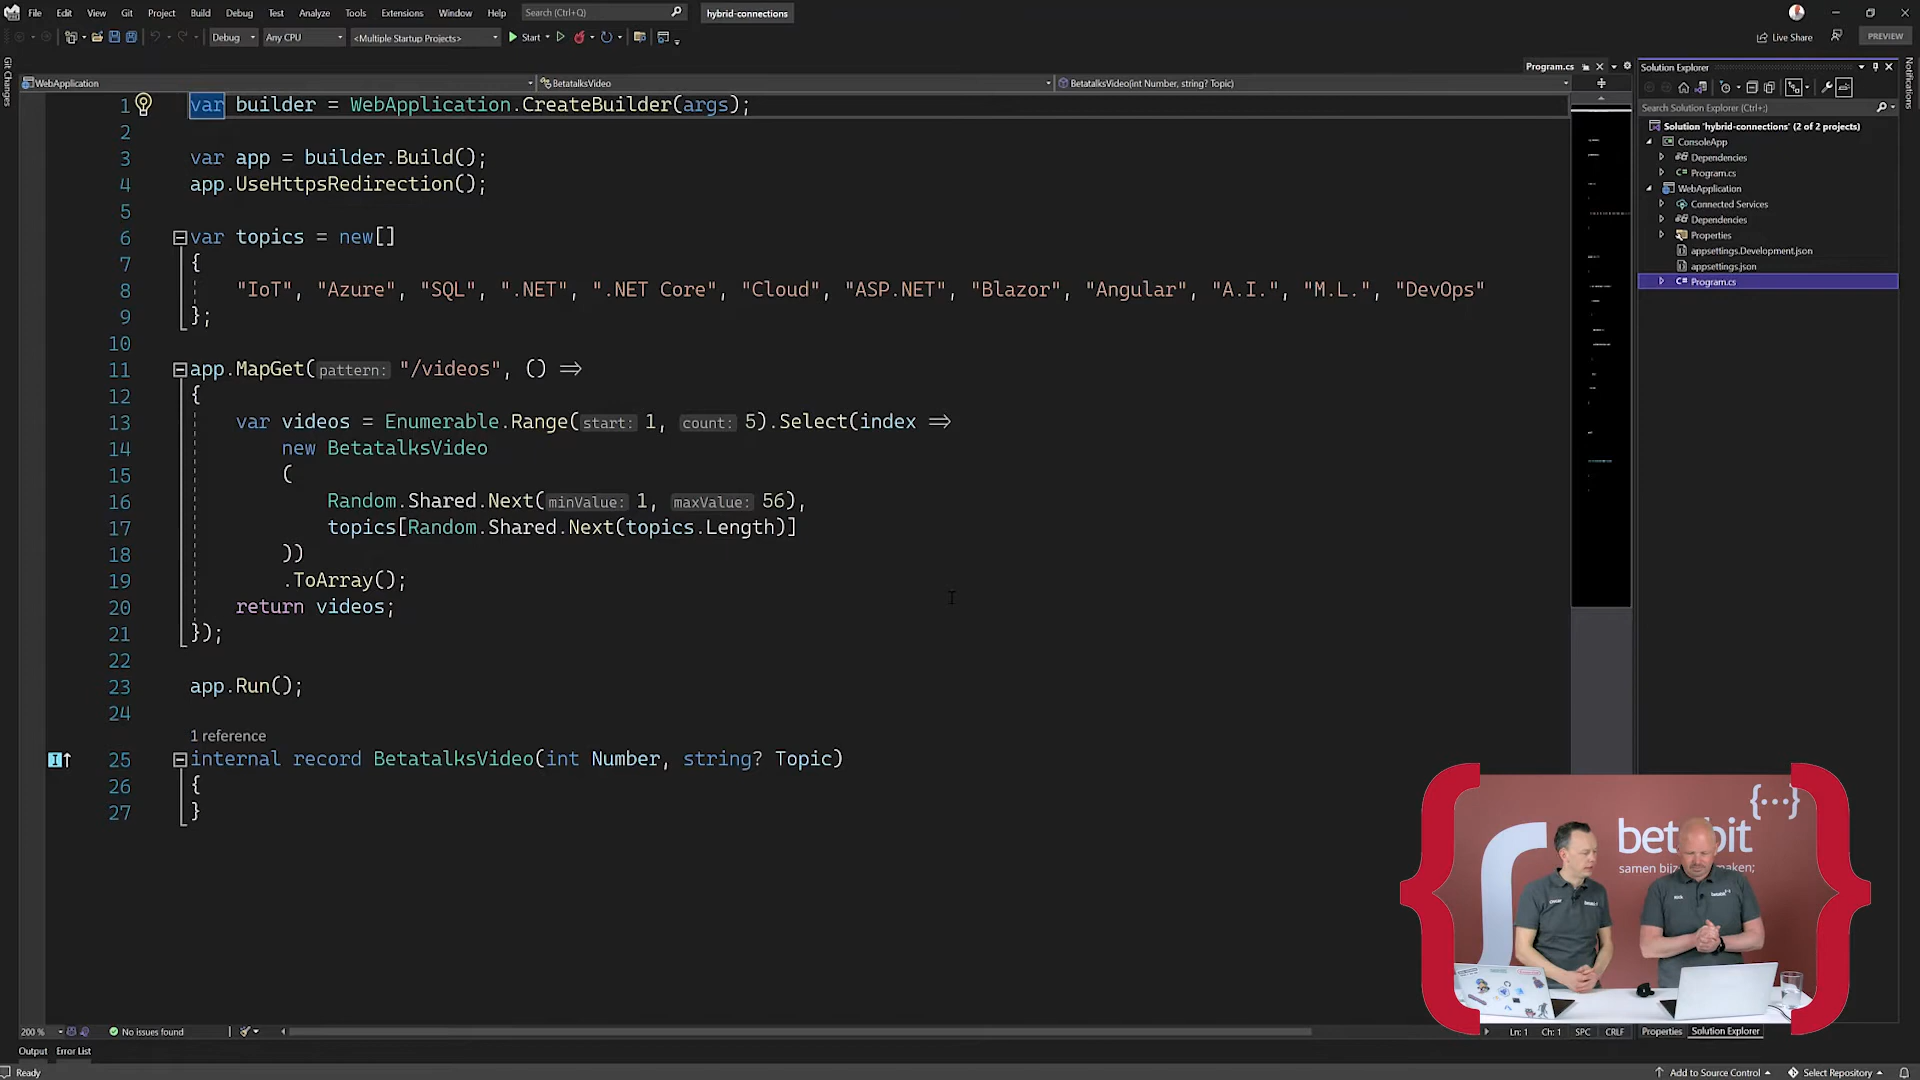 File Edit View Git Project Build Debug Test Analyze Tools Extensions Window Help Search (Ctrl+Q) hybrid-connections
Debug Any CPU <Multiple Startup Projects> Start Live Share PREVIEW
Git Changes
Notifications
WebApplication BetatalksVideo BetatalksVideo(int Number, string? Topic)
Program.cs
1 var builder = WebApplication.CreateBuilder(args);
2
3 var app = builder.Build();
4 app.UseHttpsRedirection();
5
6 var topics = new[]
7 {
8 "IoT", "Azure", "SQL", ".NET", ".NET Core", "Cloud", "ASP.NET", "Blazor", "Angular", "A.I.", "M.L.", "DevOps"
9 };
10
11 app.MapGet(pattern: "/videos", () =>
12 {
13 var videos = Enumerable.Range(start: 1, count: 5).Select(index =>
14 new BetatalksVideo
15 (
16 Random.Shared.Next(minValue: 1, maxValue: 56),
17 topics[Random.Shared.Next(topics.Length)]
18 ))
19 .ToArray();
20 return videos;
21 });
22
23 app.Run();
24
1 reference
25 internal record BetatalksVideo(int Number, string? Topic)
26 {
27 }
Solution Explorer
Search Solution Explorer (Ctrl+;)
Solution 'hybrid-connections' (2 of 2 projects)
ConsoleApp
Dependencies
C# Program.cs
WebApplication
Connected Services
Dependencies
Properties
appsettings.Development.json
appsettings.json
C# Program.cs
{...}
samen
200 % No issues found Ln: 1 Ch: 1 SPC CRLF Properties Solution Explorer
Output Error List
Ready Add to Source Control Select Repository